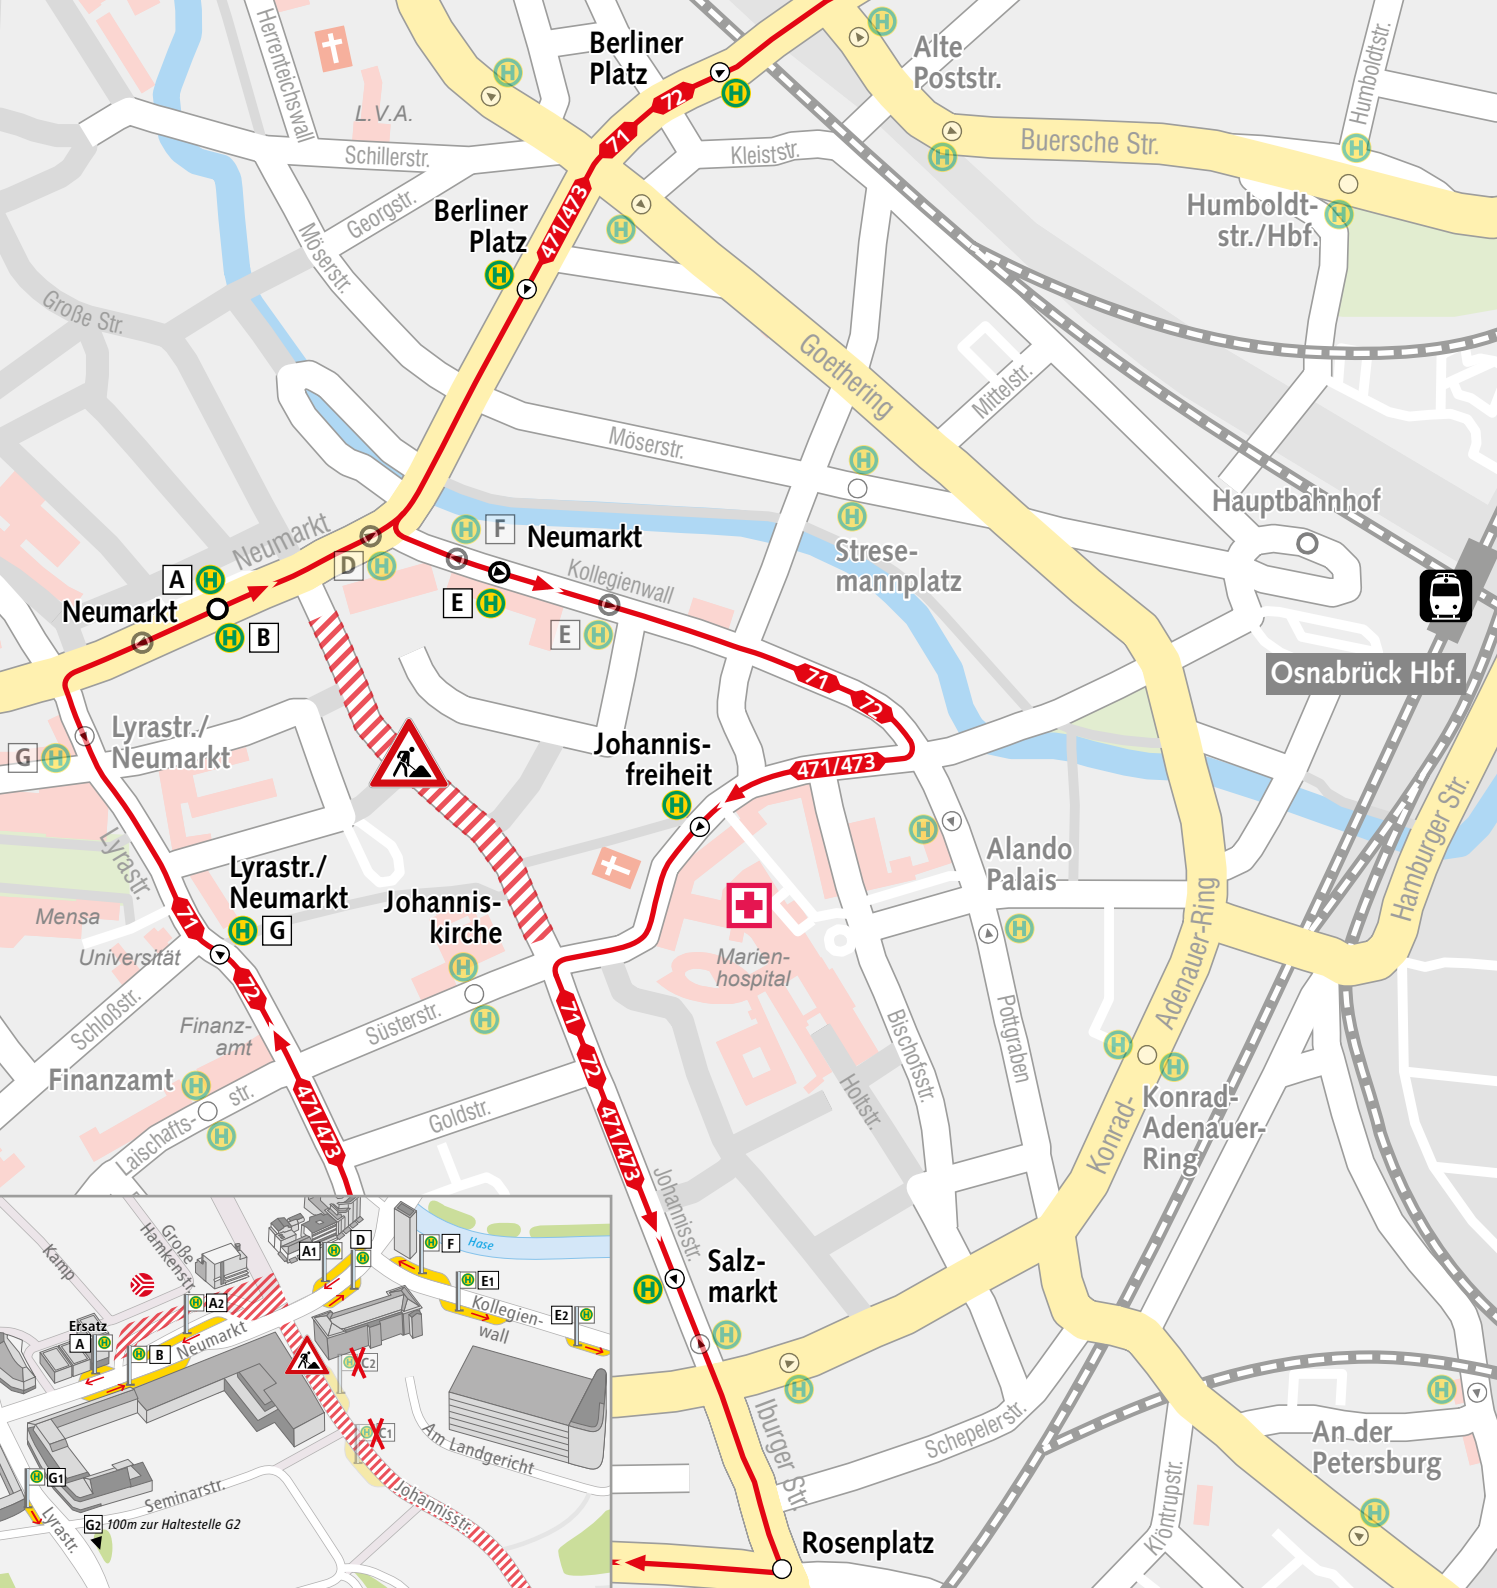 Berliner
Platz
H
H
Alte
Poststr.
Humboldtstr.
Herrenteichswall
L.V.A.
72
71
H
Buersche Str.
H
H
Schillerstr.
Kleiststr.
Georgstr.
Berliner
Platz
H
471/473
H
Humboldt-
str./Hbf.
H
Möserstr.
Große Str.
Goethering
Mittelstr.
Möserstr.
H
Hauptbahnhof
H
Strese-
mannplatz
Neumarkt
H
F
Neumarkt
D
H
Kollegienwall
A
H
Neumarkt
H
B
E
H
E
H
Osnabrück Hbf.
71
72
Lyrastr./
Neumarkt
G
H
Johannis-
freiheit
H
471/473
H
Alando
Palais
Hamburger Str.
Lyrastr.
Lyrastr./
Neumarkt
H
G
71
Johannis-
kirche
H
H
Mensa
Universität
72
Marien-
hospital
H
Adenauer-Ring
Schloßstr.
Finanz-
amt
Süsterstr.
71
72
Bischofsstr.
Pottgraben
H
H
Finanzamt
H
H
Laischafts-
str.
471/473
Goldstr.
471/473
Holtstr.
Konrad-
Konrad-
Adenauer-
Ring
Johannisstr.
Salz-
markt
H
H
H
Iburger Str.
Schepelerstr.
H
An der
Petersburg
H
Klöntrupstr.
Rosenplatz
Kamp
Große
Hamkenstr.
A1
H
D
H
H
F
Hase
H
E1
Kollegien-
wall
E2
H
H
A2
Ersatz
A
H
H
B
Neumarkt
H
C2
H
C1
Am Landgericht
H
G1
Seminarstr.
Lyrastr.
G2 100m zur Haltestelle G2
Johannisstr.